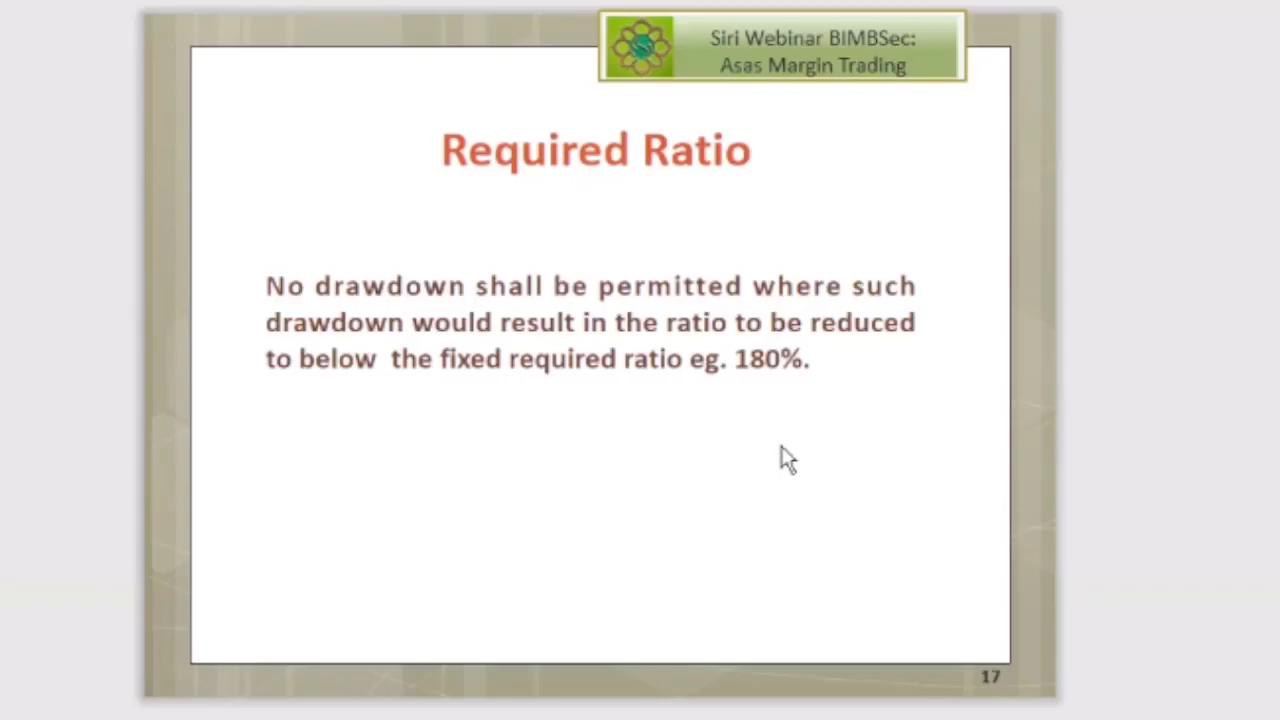 Siri Webinar BIMBSec:
Asas Margin Trading
Required Ratio
No drawdown shall be permitted where such
drawdown would result in the ratio to be reduced
to below the fixed required ratio eg. 180%.
17